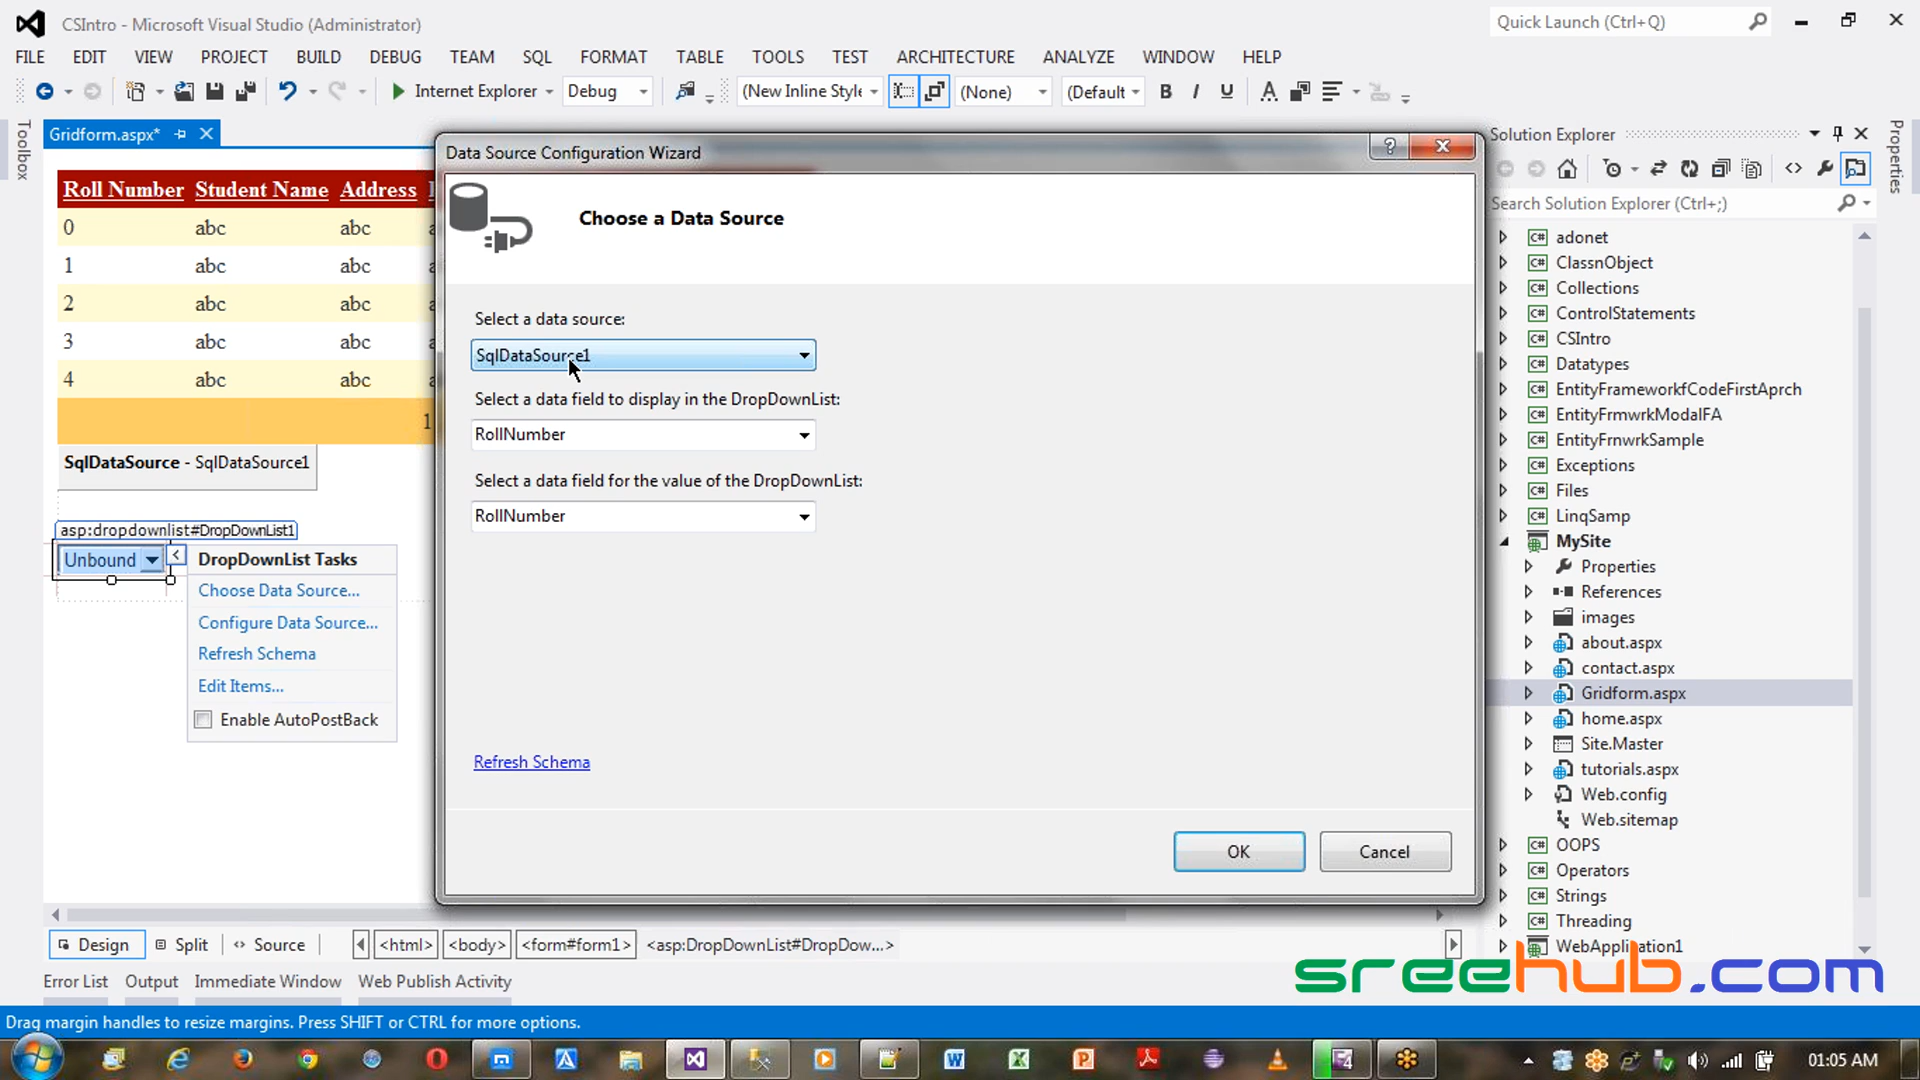 CSIntro - Microsoft Visual Studio (Administrator)
Quick Launch (Ctrl+Q)
FILE EDIT VIEW PROJECT BUILD DEBUG TEAM SQL FORMAT TABLE TOOLS TEST ARCHITECTURE ANALYZE WINDOW HELP
Internet Explorer Debug (New Inline Style (None) (Default B I U A
Toolbox
Gridform.aspx*
Roll Number Student Name Address
0 abc abc
1 abc abc
2 abc abc
3 abc abc
4 abc abc
1
SqlDataSource - SqlDataSource1
asp:dropdownlist#DropDownList1
Unbound
DropDownList Tasks
Choose Data Source...
Configure Data Source...
Refresh Schema
Edit Items...
Enable AutoPostBack
Data Source Configuration Wizard
Choose a Data Source
Select a data source:
SqlDataSource1
Select a data field to display in the DropDownList:
RollNumber
Select a data field for the value of the DropDownList:
RollNumber
Refresh Schema
OK Cancel
Solution Explorer
Properties
Search Solution Explorer (Ctrl+;)
C# adonet
C# ClassnObject
C# Collections
C# ControlStatements
C# CSIntro
C# Datatypes
C# EntityFrameworkfCodeFirstAprch
C# EntityFrmwrkModalFA
C# EntityFrnwrkSample
C# Exceptions
C# Files
C# LinqSamp
MySite
Properties
References
images
about.aspx
contact.aspx
Gridform.aspx
home.aspx
Site.Master
tutorials.aspx
Web.config
Web.sitemap
C# OOPS
C# Operators
C# Strings
C# Threading
WebApplication1
Design Split Source <html> <body> <form#form1> <asp:DropDownList#DropDow...>
Error List Output Immediate Window Web Publish Activity
sreehub.com
Drag margin handles to resize margins. Press SHIFT or CTRL for more options.
01:05 AM